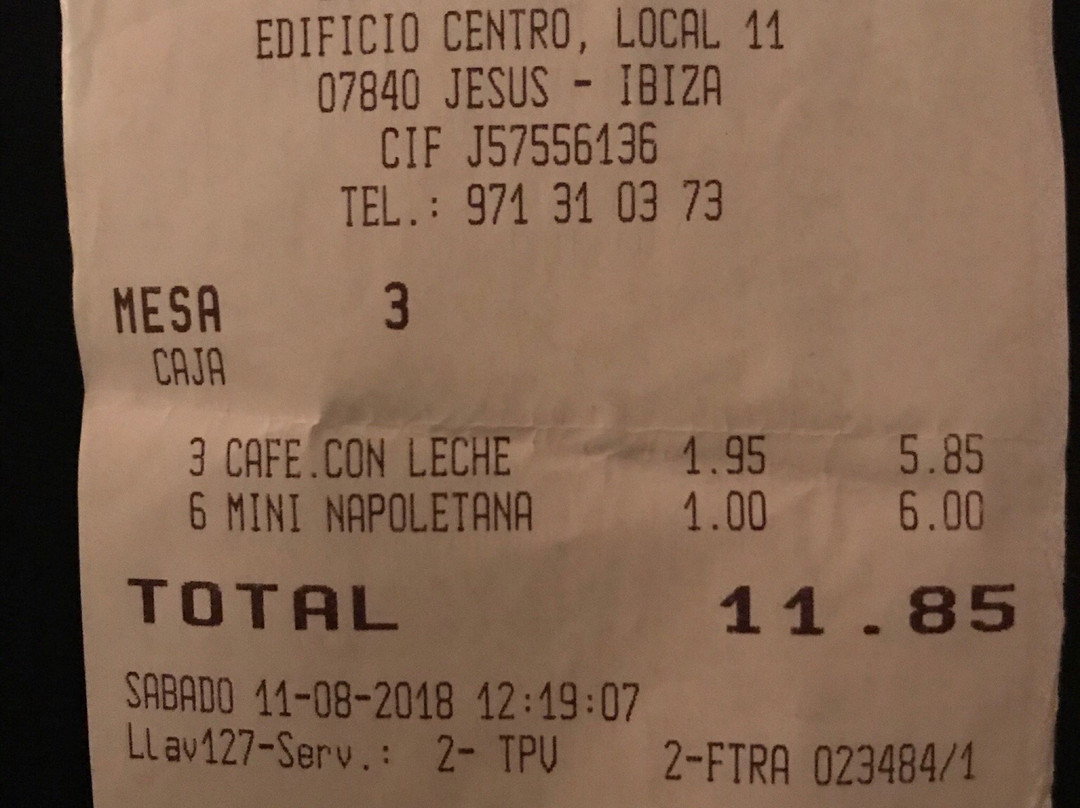 EDIFICIO CENTRO, LOCAL 11
07840 JESUS - IBIZA
CIF J57556136
TEL.: 971 31 03 73
MESA 3
CAJA
3 CAFE.CON LECHE 1.95 5.85
6 MINI NAPOLETANA 1.00 6.00
TOTAL 11.85
SABADO 11-08-2018 12:19:07
Llav127-Serv.: 2- TPV 2-FTRA 023484/1